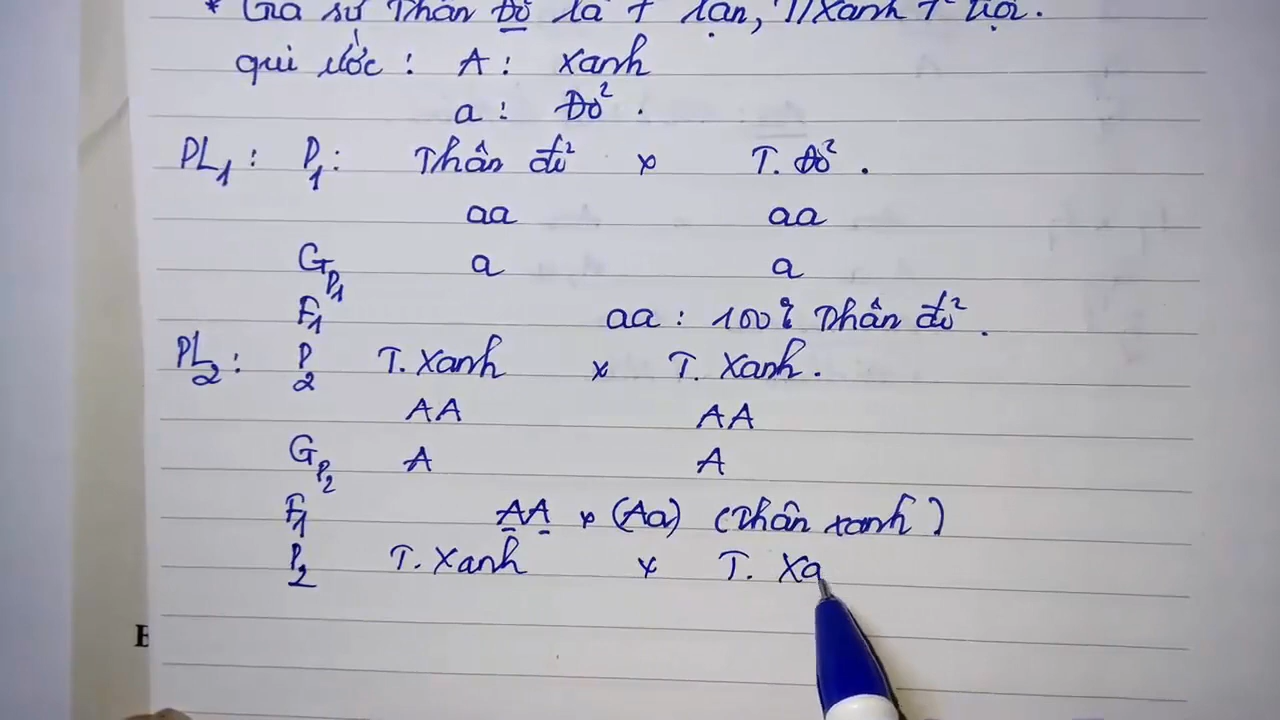 * Giả sử Thân Đỏ là t² lặn, T/Xanh t² trội.
qui ước : A : Xanh
a : Đỏ .
PL1 : P1 : Thân đỏ x T. Đỏ .
aa aa
GP1 a a
F1 aa : 100% Thân đỏ .
PL2 : P2 T. Xanh x T. Xanh .
AA AA
GP2 A A
F1 AA x (Aa) (Thân xanh)
P2 T. Xanh x T. Xa